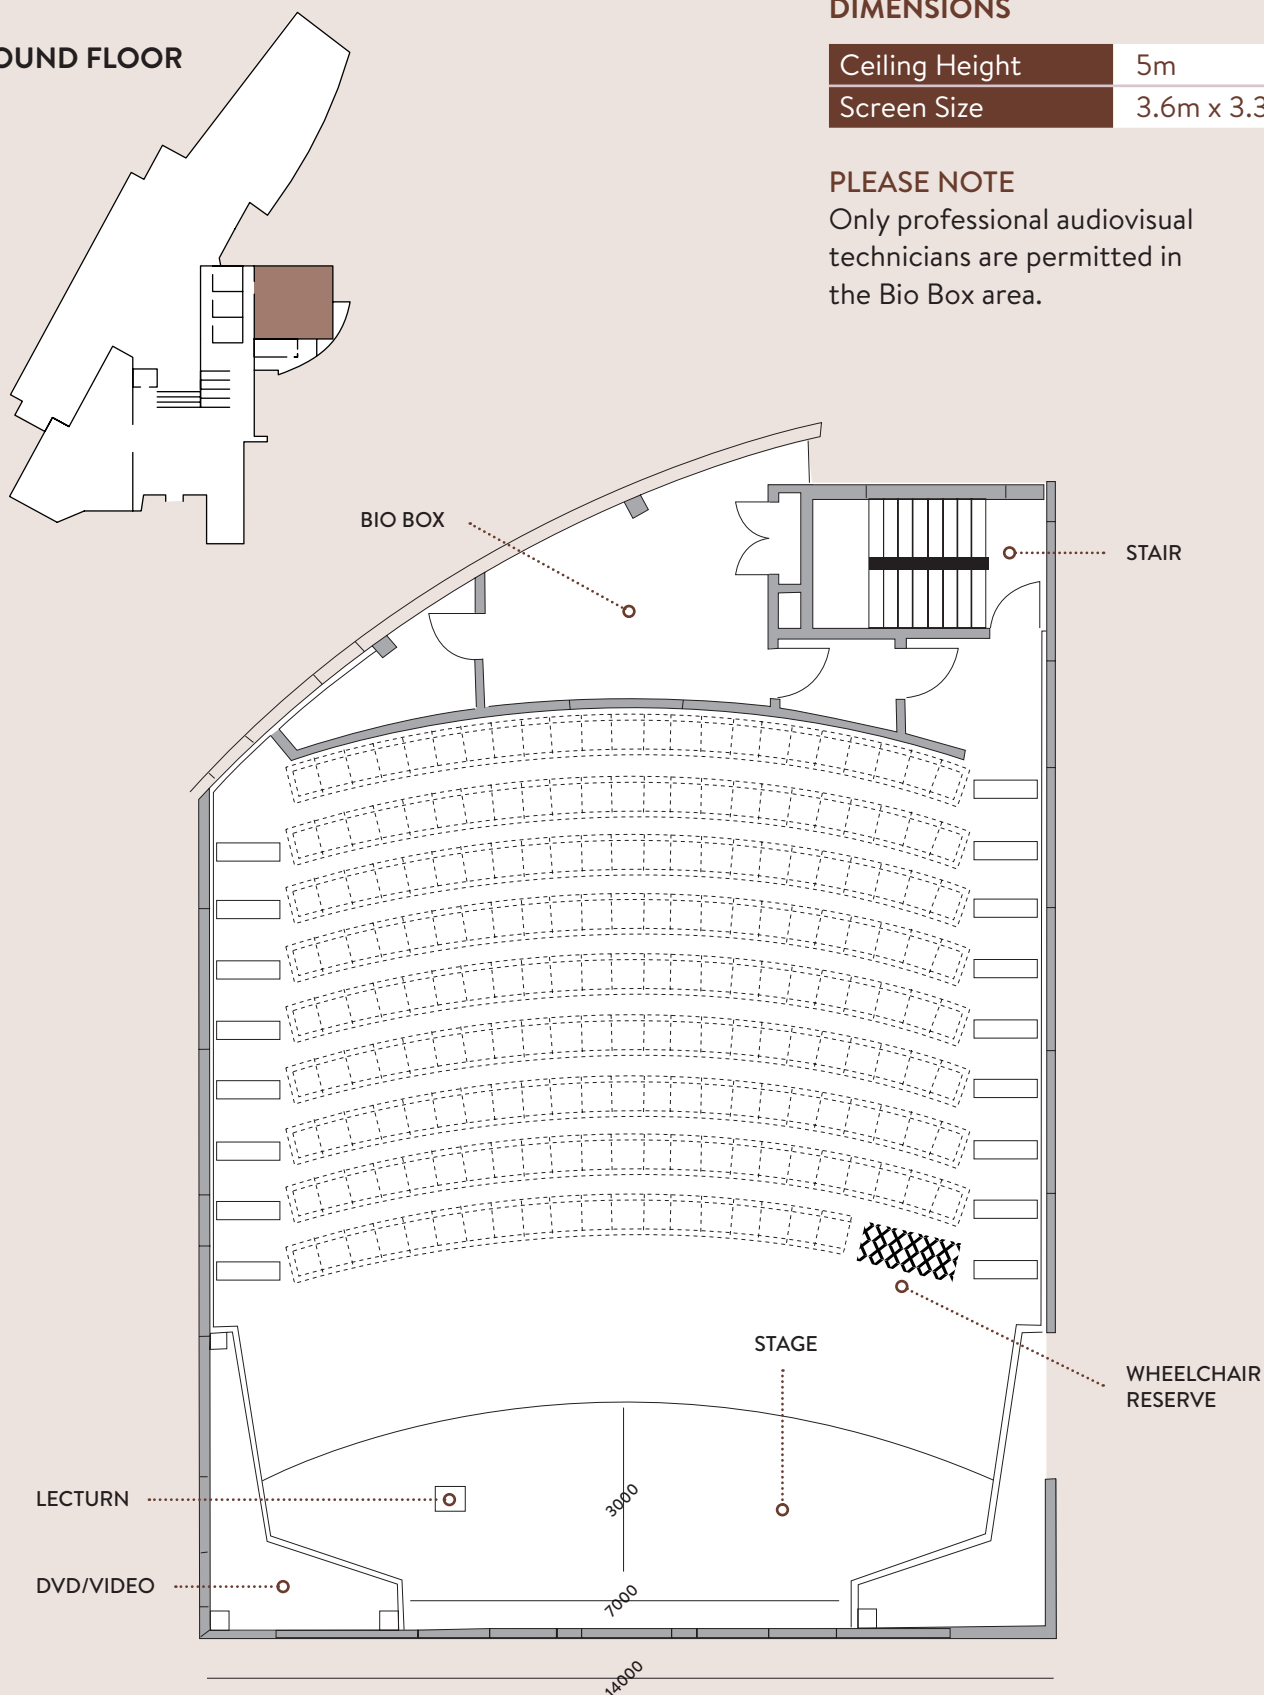 DIMENSIONS
OUND FLOOR
Ceiling Height 5m
Screen Size 3.6m x 3.3
PLEASE NOTE
Only professional audiovisual
technicians are permitted in
the Bio Box area.
BIO BOX
STAIR
STAGE
WHEELCHAIR
RESERVE
LECTURN
3000
DVD/VIDEO
7000
14000